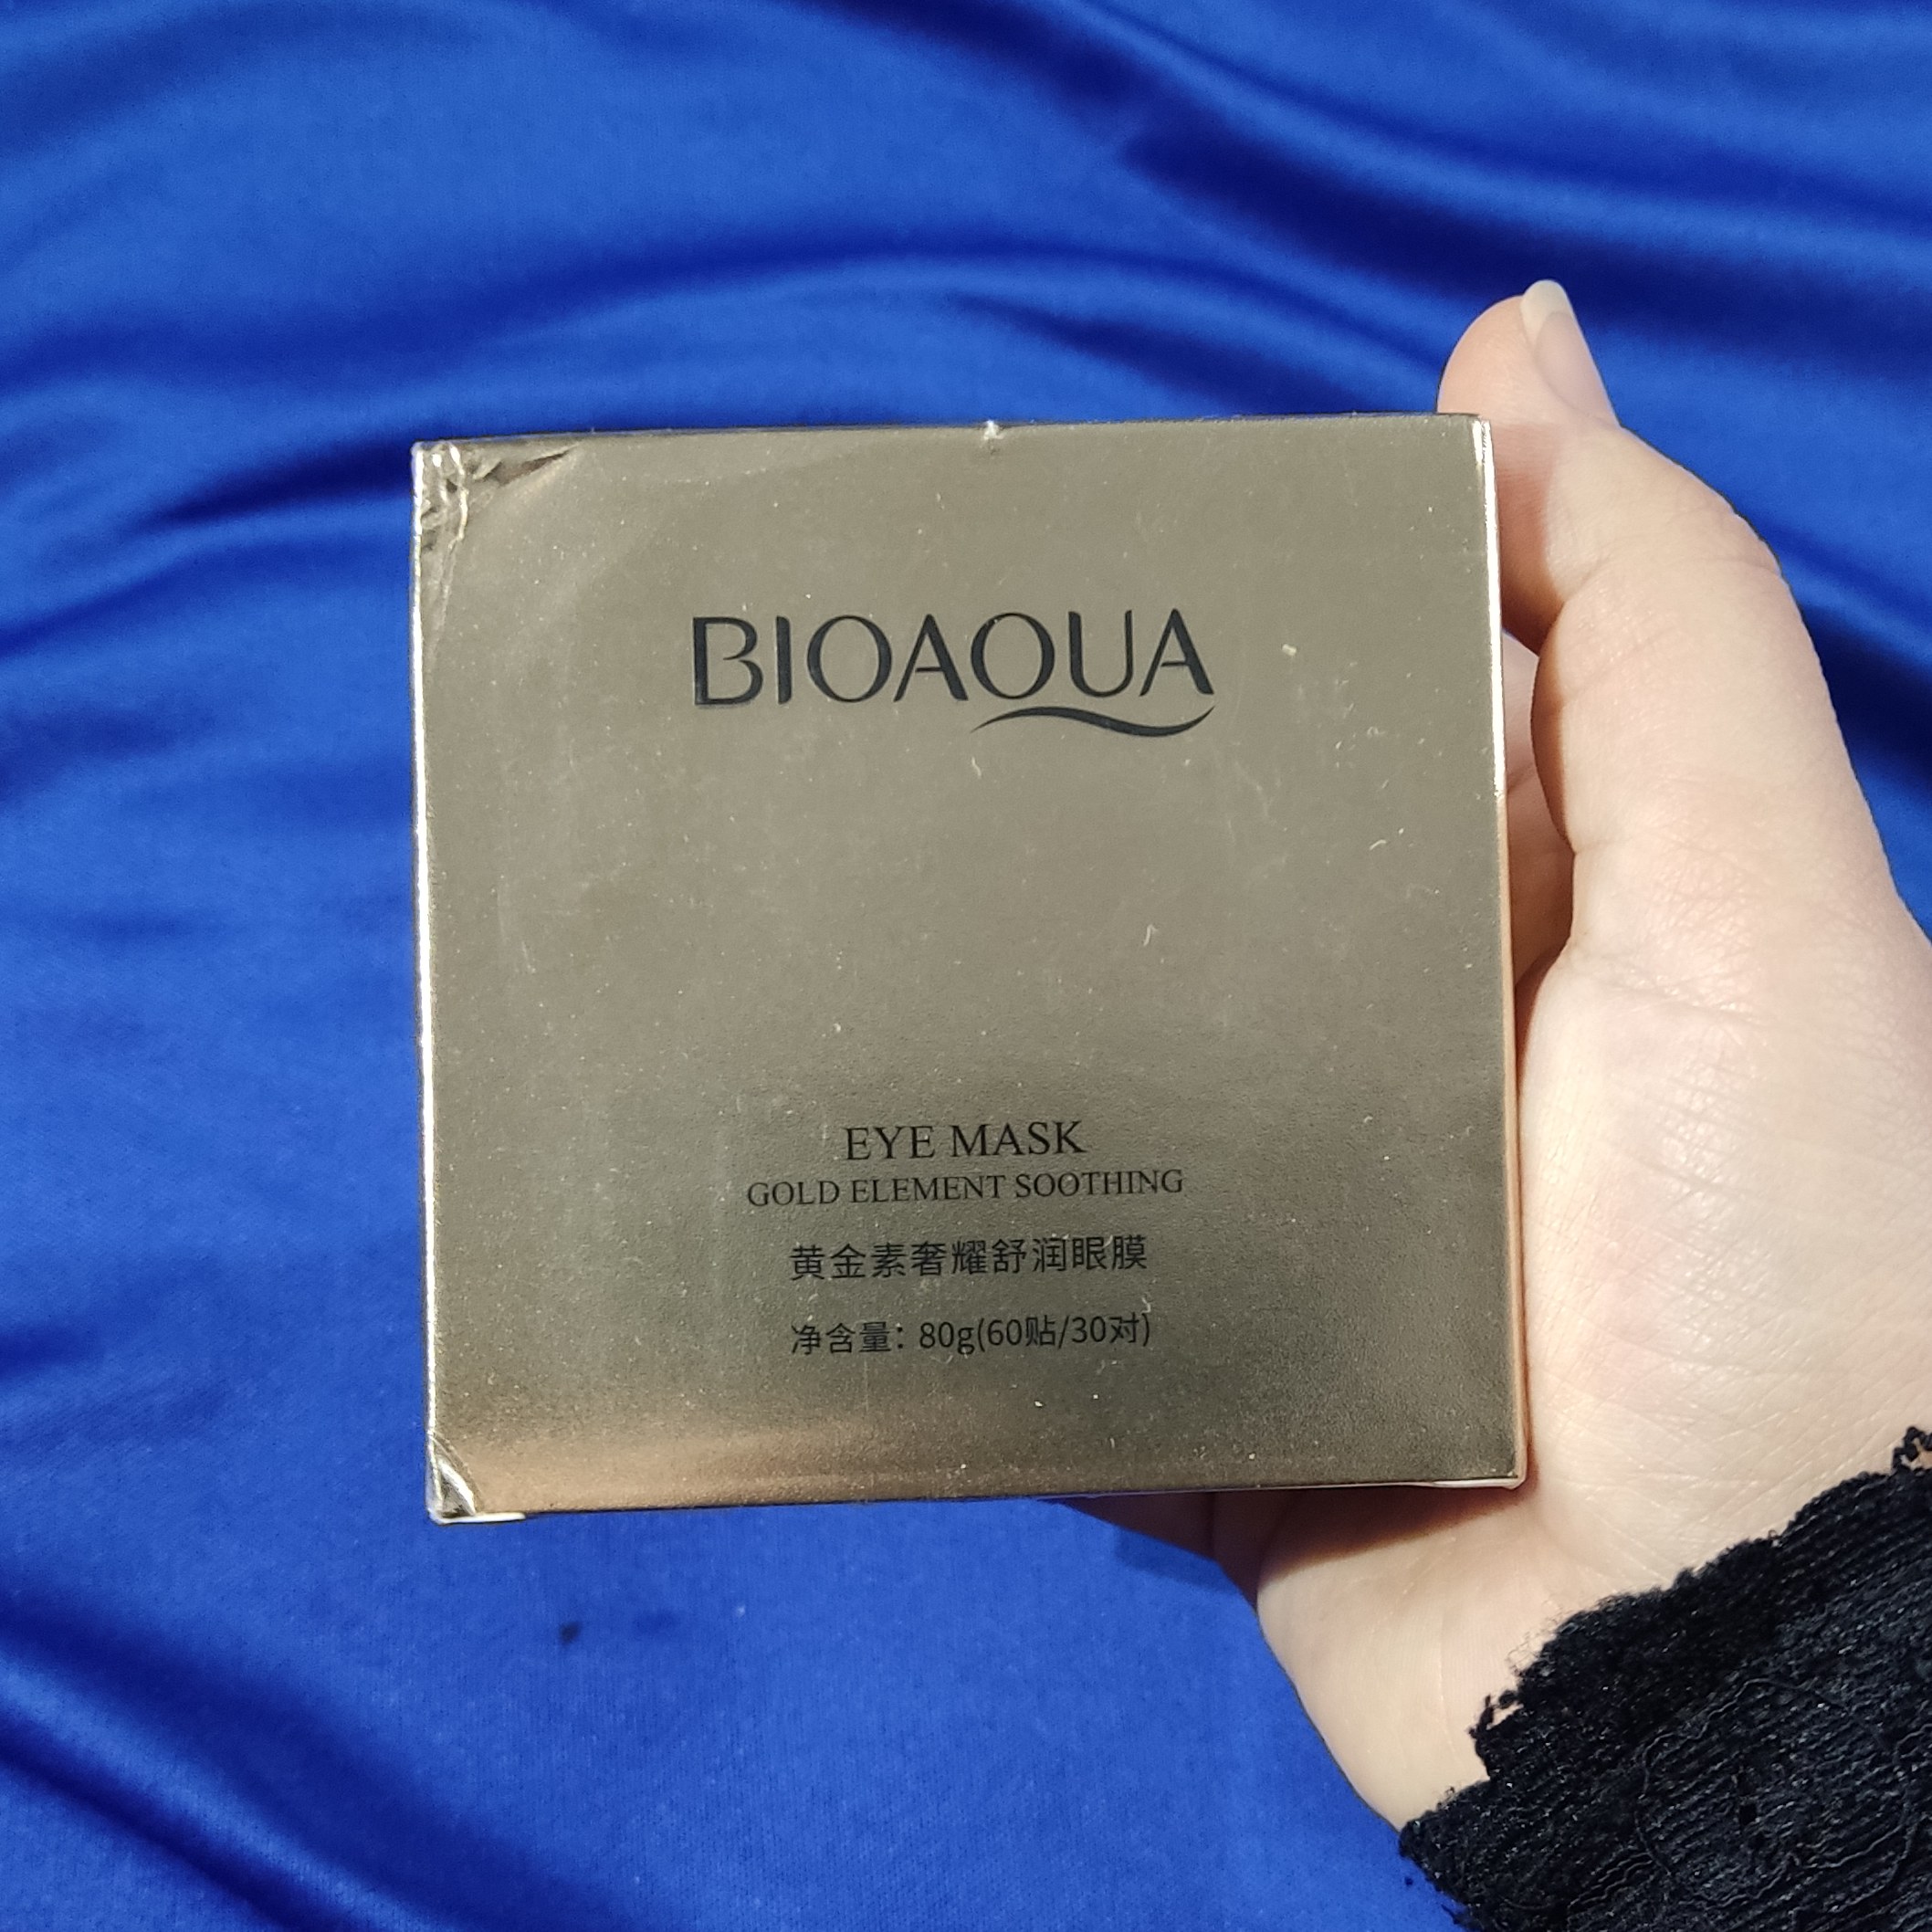 BIOAQUA
EYE MASK
GOLD ELEMENT SOOTHING
黄金素奢耀舒润眼膜
净含量：80g(60贴/30对)